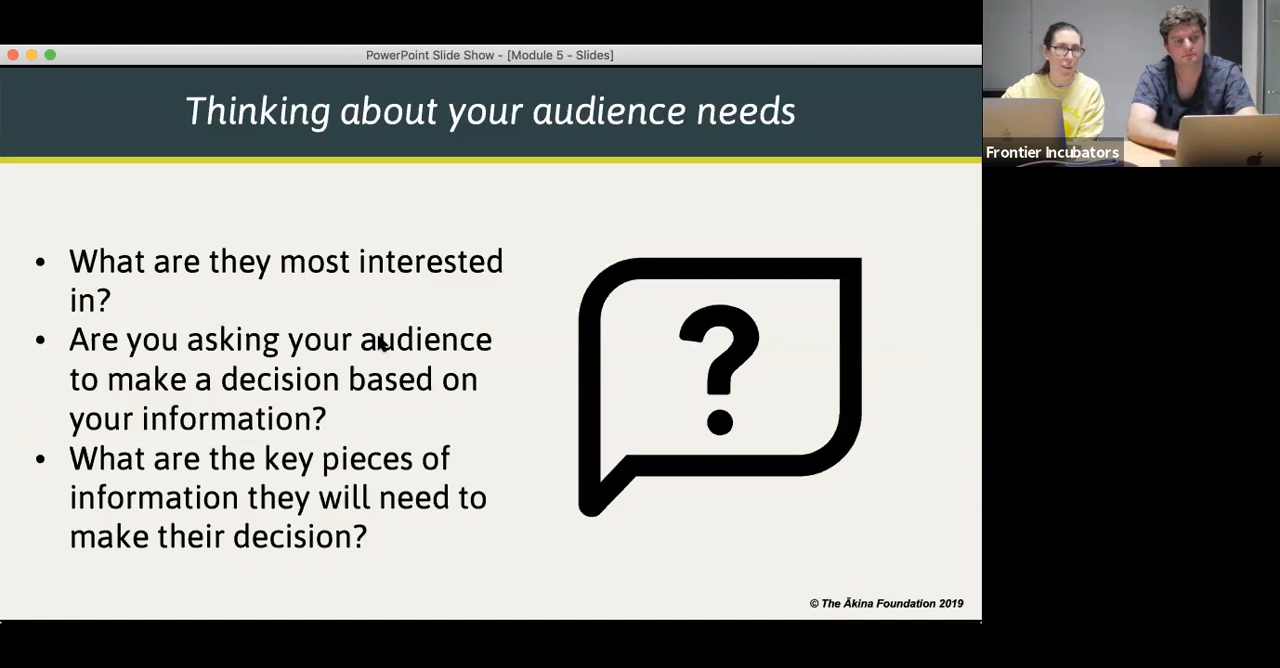 PowerPoint Slide Show - [Module 5 - Slides]
Thinking about your audience needs
• What are they most interested
in?
• Are you asking your audience
to make a decision based on
your information?
• What are the key pieces of
information they will need to
make their decision?
?
© The Ākina Foundation 2019
Frontier Incubators